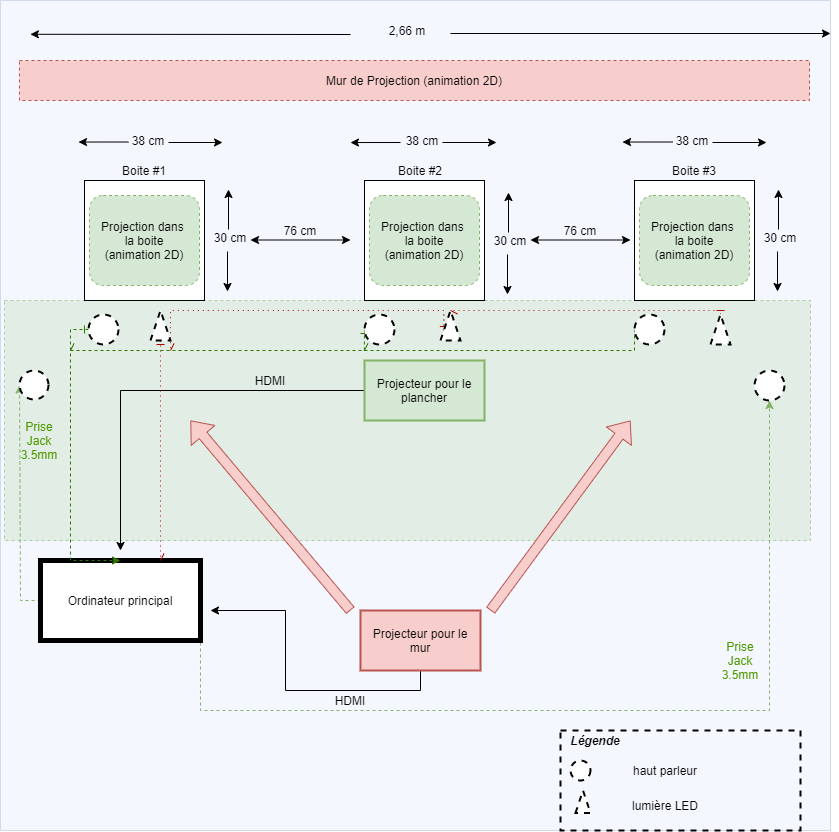 2,66 m
Mur de Projection (animation 2D)
38 cm
38 cm
38 cm
Boite #1
Boite #2
Boite #3
Projection dans
la boite
(animation 2D)
30 cm
76 cm
Projection dans
la boite
(animation 2D)
30 cm
76 cm
Projection dans
la boite
(animation 2D)
30 cm
HDMI
Projecteur pour le
plancher
Prise
Jack
3.5mm
Ordinateur principal
Projecteur pour le
mur
Prise
Jack
3.5mm
HDMI
Légende
haut parleur
lumière LED